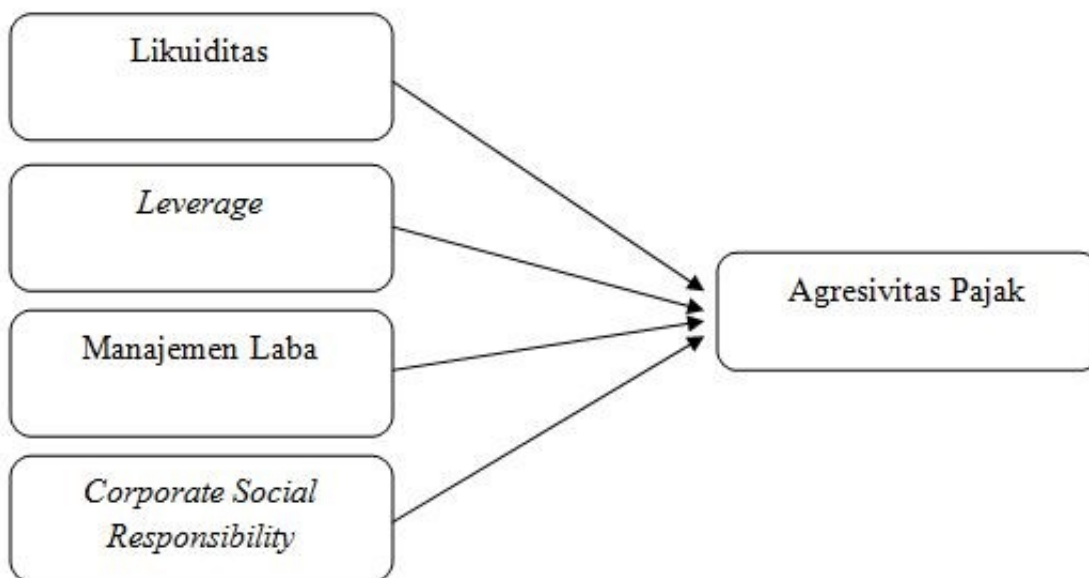 Likuiditas
Leverage
Manajemen Laba
Corporate Social
Responsibility
Agresivitas Pajak